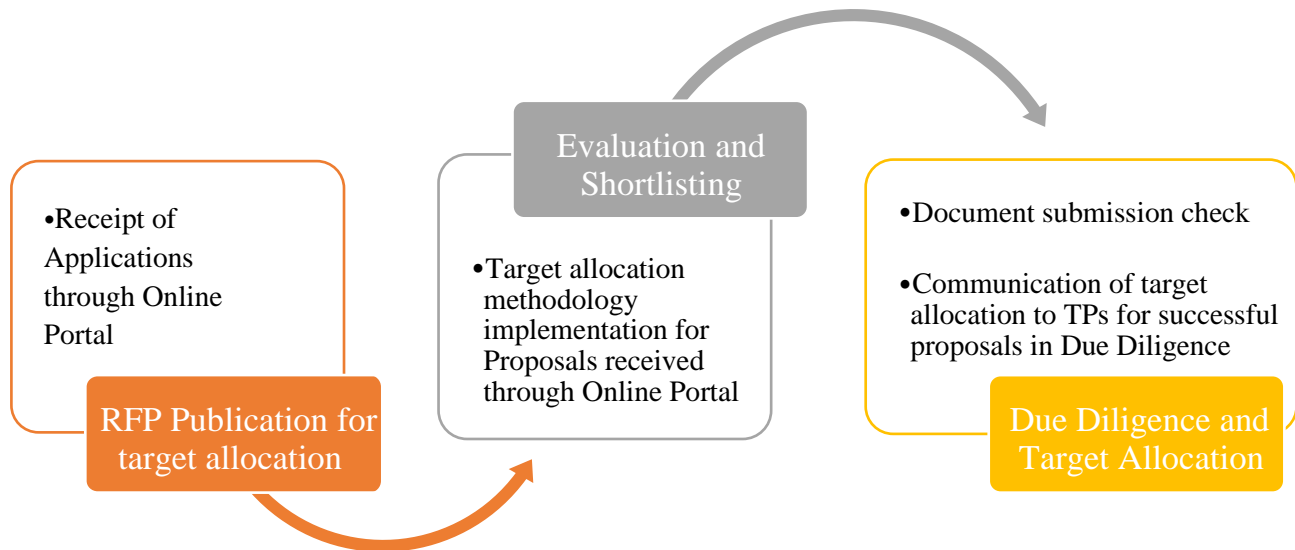 •Receipt of
Applications
through Online
Portal
RFP Publication for
target allocation
Evaluation and
Shortlisting
•Target allocation
methodology
implementation for
Proposals received
through Online Portal
•Document submission check
•Communication of target
allocation to TPs for successful
proposals in Due Diligence
Due Diligence and
Target Allocation